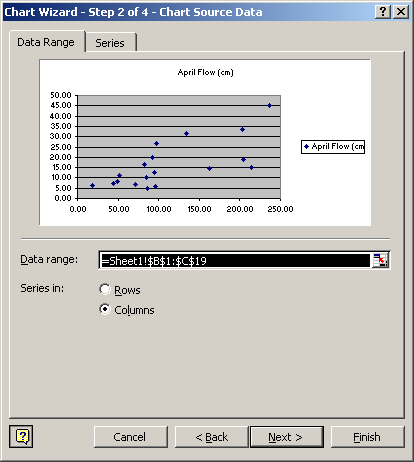 Chart Wizard - Step 2 of 4 - Chart Source Data
Data Range
Series
April Flow (cm)
50.00
45.00
40.00
35.00
30.00
25.00
20.00
15.00
10.00
5.00
0.00
0.00 50.00 100.00 150.00 200.00 250.00
April Flow (cm
Data range:
=Sheet1!$B$1:$C$19
Series in:
Rows
Columns
?
Cancel
< Back
Next >
Finish